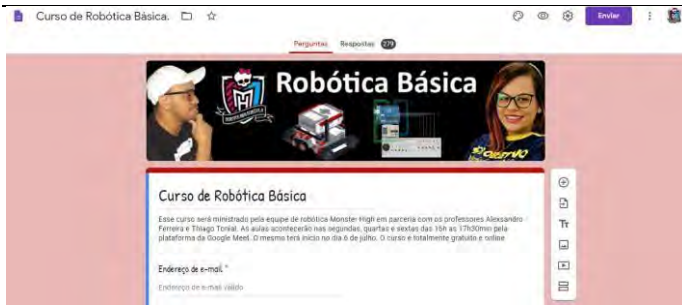 Curso de Robótica Básica.
Enviar
Perguntas Respostas 279
Robótica Básica
OBJETIVO
Curso de Robótica Básica
Esse curso será ministrado pela equipe de robótica Monster High em parceria com os professores Alexsandro
Ferreira e Thiago Tonial. As aulas acontecerão nas segundas, quartas e sextas das 16h as 17h30min pela
plataforma da Google Meet. O mesmo terá início no dia 6 de julho. O curso é totalmente gratuito e online
Endereço de e-mail *
Endereço de e-mail válido
Tr